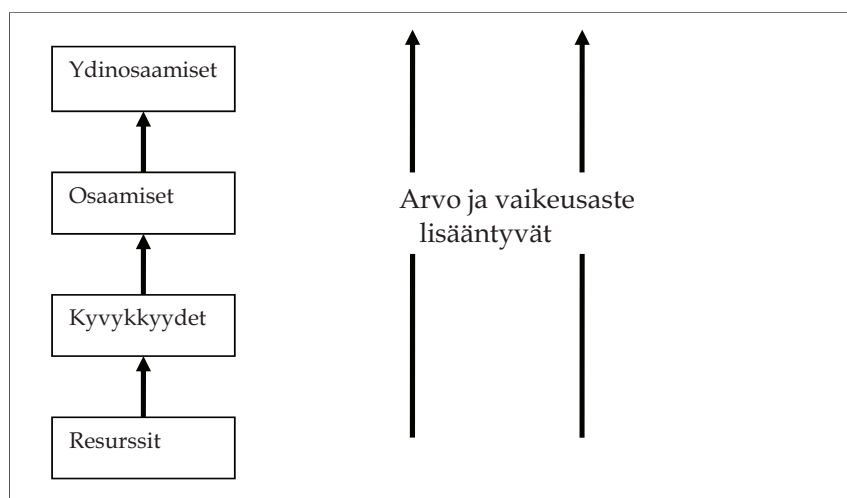 Ydinosaamiset
Osaamiset
Arvo ja vaikeusaste
lisääntyvät
Kyvykkyydet
Resurssit